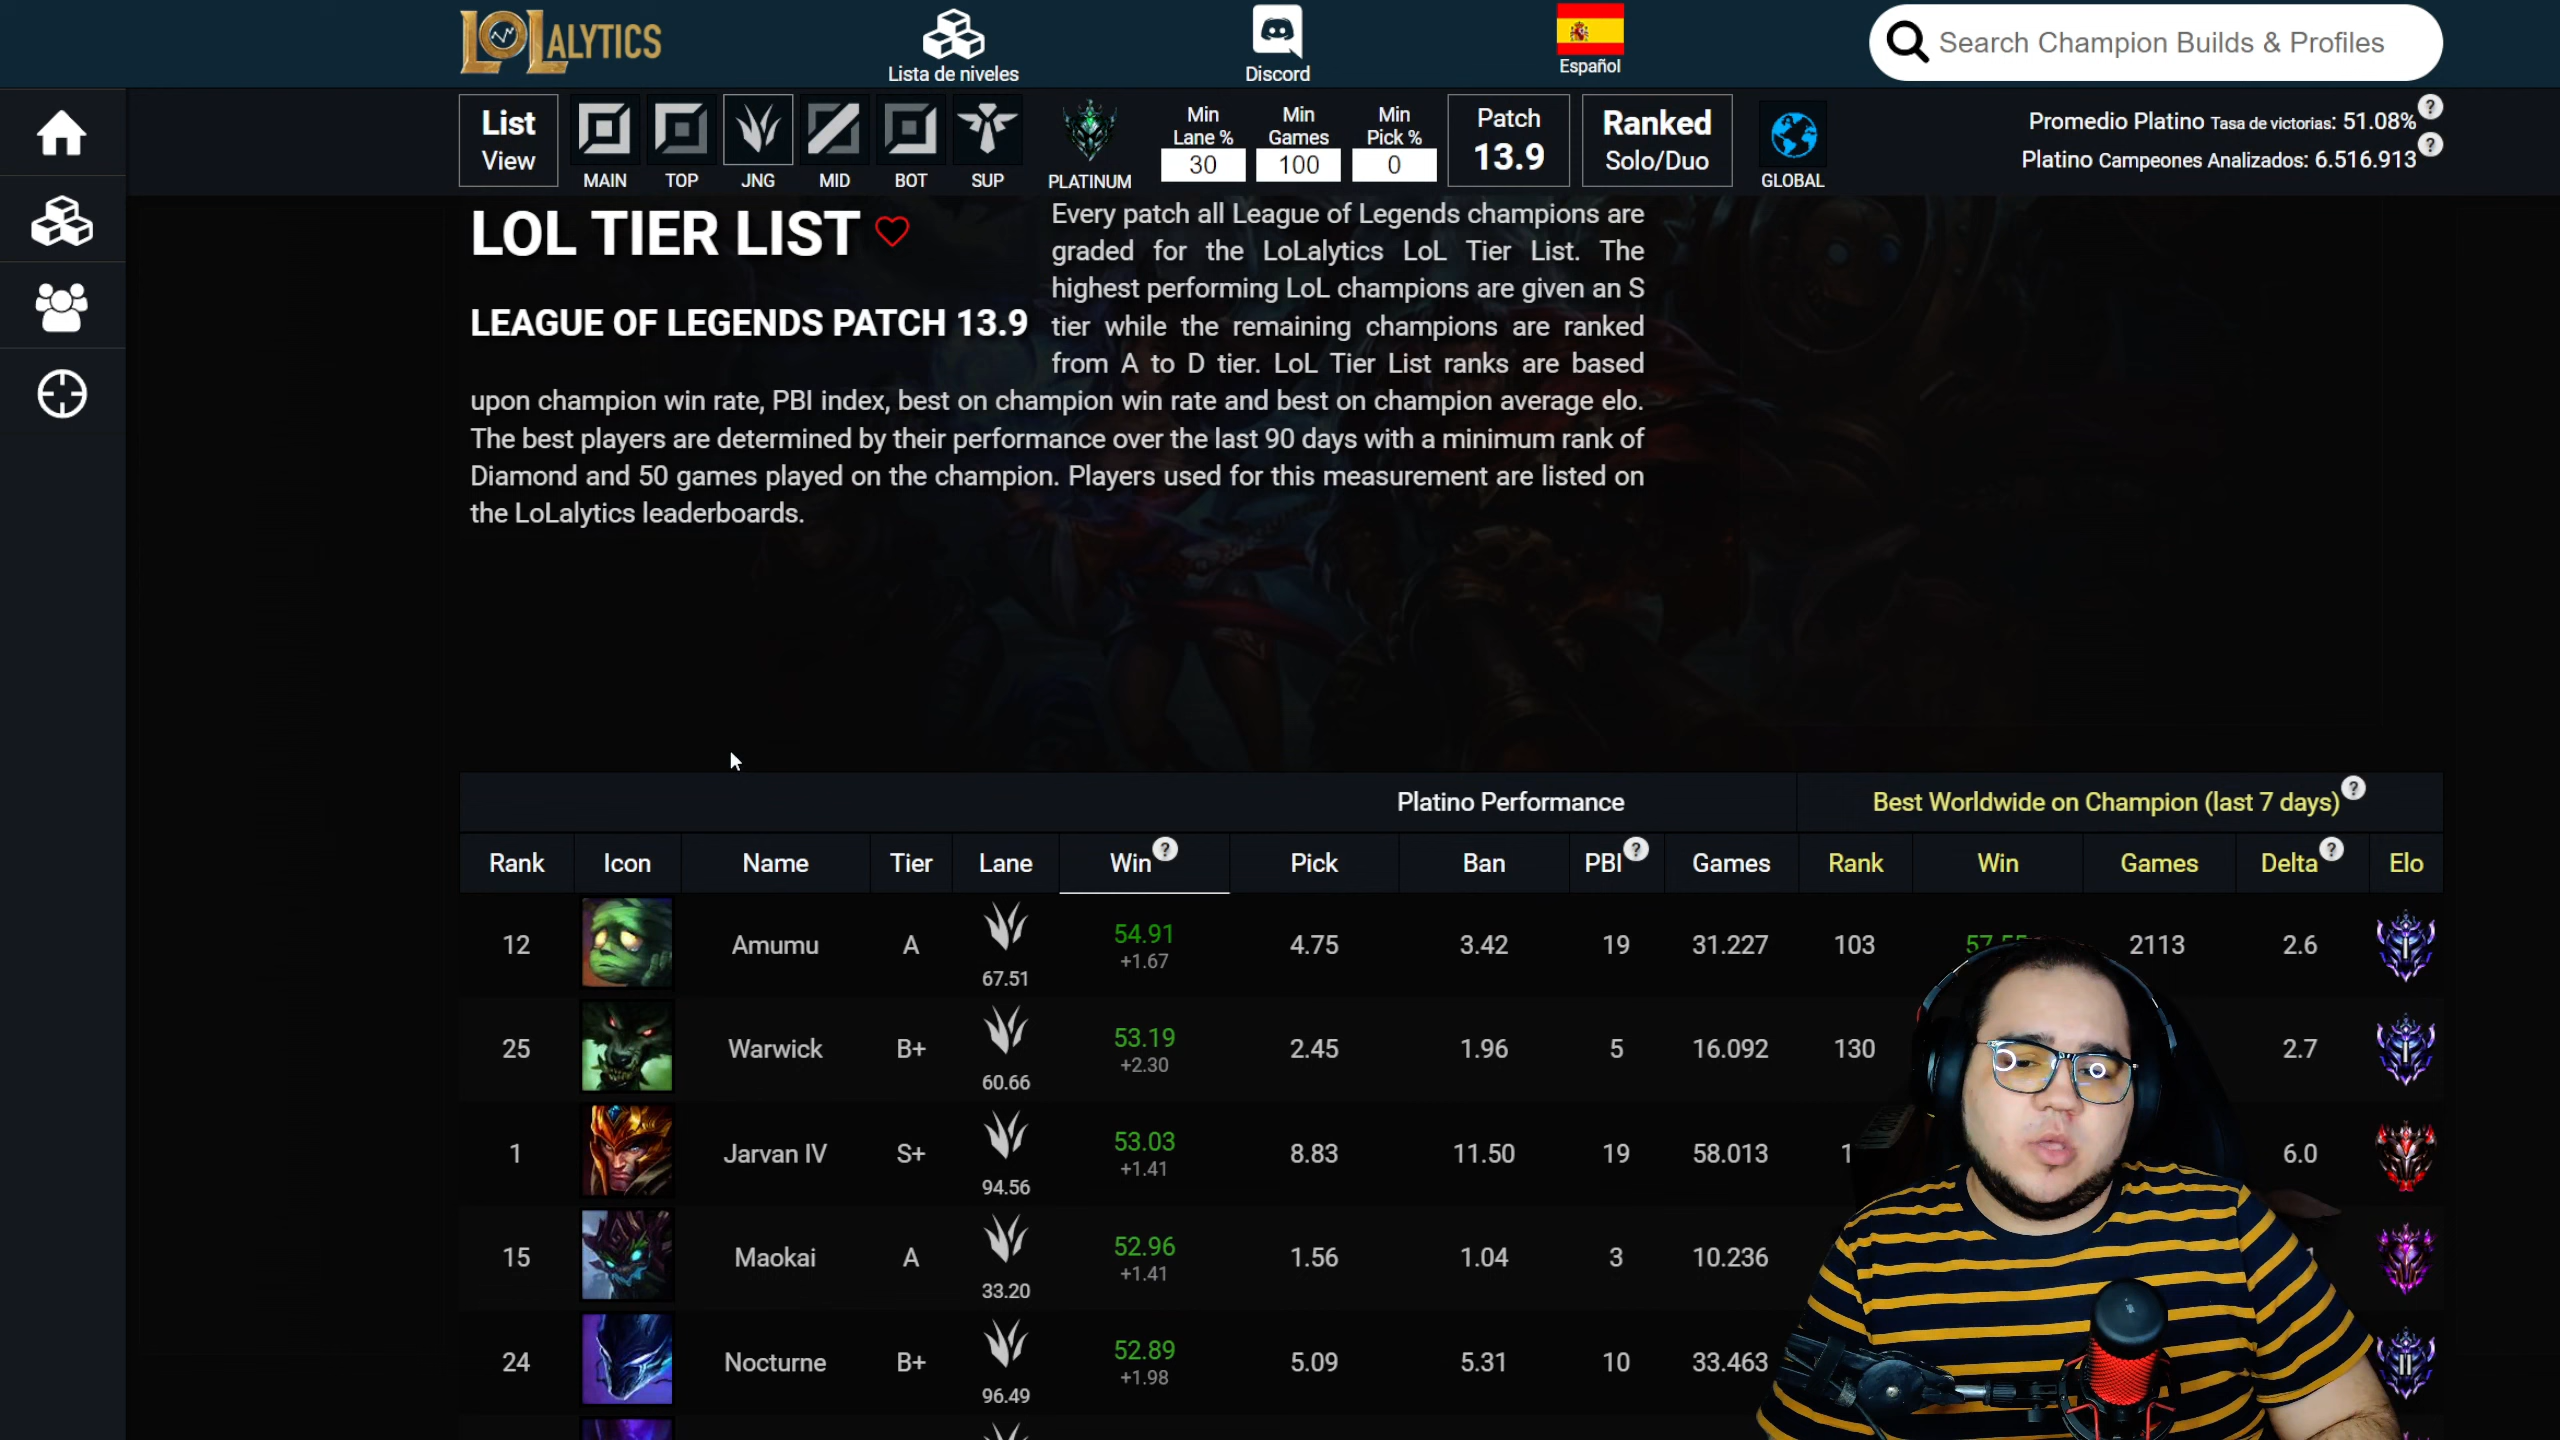 LOLALYTICS
Lista de niveles
Discord
Español
Search Champion Builds & Profiles
List
View
MAIN
TOP
JNG
MID
BOT
SUP
PLATINUM
Min
Lane %
30
Min
Games
100
Min
Pick %
0
Patch
13.9
Ranked
Solo/Duo
GLOBAL
Promedio Platino Tasa de victorias: 51.08% ?
Platino Campeones Analizados: 6.516.913 ?
LOL TIER LIST
LEAGUE OF LEGENDS PATCH 13.9
Every patch all League of Legends champions are
graded for the LoLalytics LoL Tier List. The
highest performing LoL champions are given an S
tier while the remaining champions are ranked
from A to D tier. LoL Tier List ranks are based
upon champion win rate, PBI index, best on champion win rate and best on champion average elo.
The best players are determined by their performance over the last 90 days with a minimum rank of
Diamond and 50 games played on the champion. Players used for this measurement are listed on
the LoLalytics leaderboards.
Platino Performance Best Worldwide on Champion (last 7 days) ?
Rank Icon Name Tier Lane Win ? Pick Ban PBI ? Games Rank Win Games Delta ? Elo
12 Amumu A 67.51 54.91 +1.67 4.75 3.42 19 31.227 103 2113 2.6
25 Warwick B+ 60.66 53.19 +2.30 2.45 1.96 5 16.092 130 2.7
1 Jarvan IV S+ 94.56 53.03 +1.41 8.83 11.50 19 58.013 1 6.0
15 Maokai A 33.20 52.96 +1.41 1.56 1.04 3 10.236
24 Nocturne B+ 96.49 52.89 +1.98 5.09 5.31 10 33.463